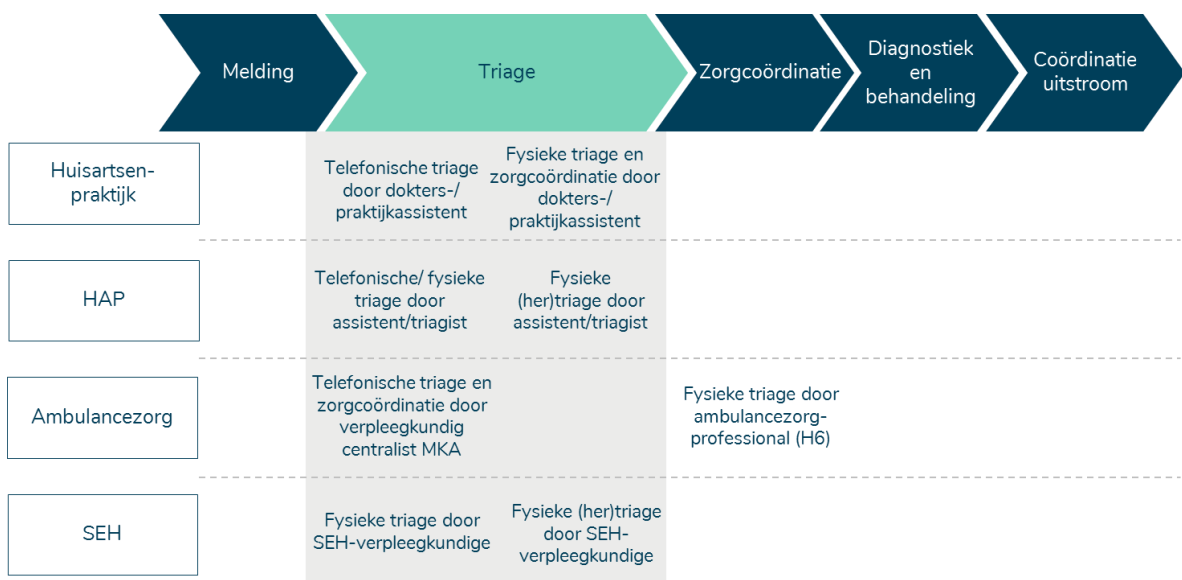 Melding
Triage
Zorgcoördinatie
Diagnostiek
en
behandeling
Coördinatie
uitstroom
Huisartsen-
praktijk
Telefonische triage
door dokters-/
praktijkassistent
Fysieke triage en
zorgcoördinatie door
dokters-/
praktijkassistent
HAP
Telefonische/ fysieke
triage door
assistent/triagist
Fysieke
(her)triage door
assistent/triagist
Ambulancezorg
Telefonische triage en
zorgcoördinatie door
verpleegkundig
centralist MKA
Fysieke triage door
ambulancezorg-
professional (H6)
SEH
Fysieke triage door
SEH-verpleegkundige
Fysieke (her)triage
door SEH-
verpleegkundige